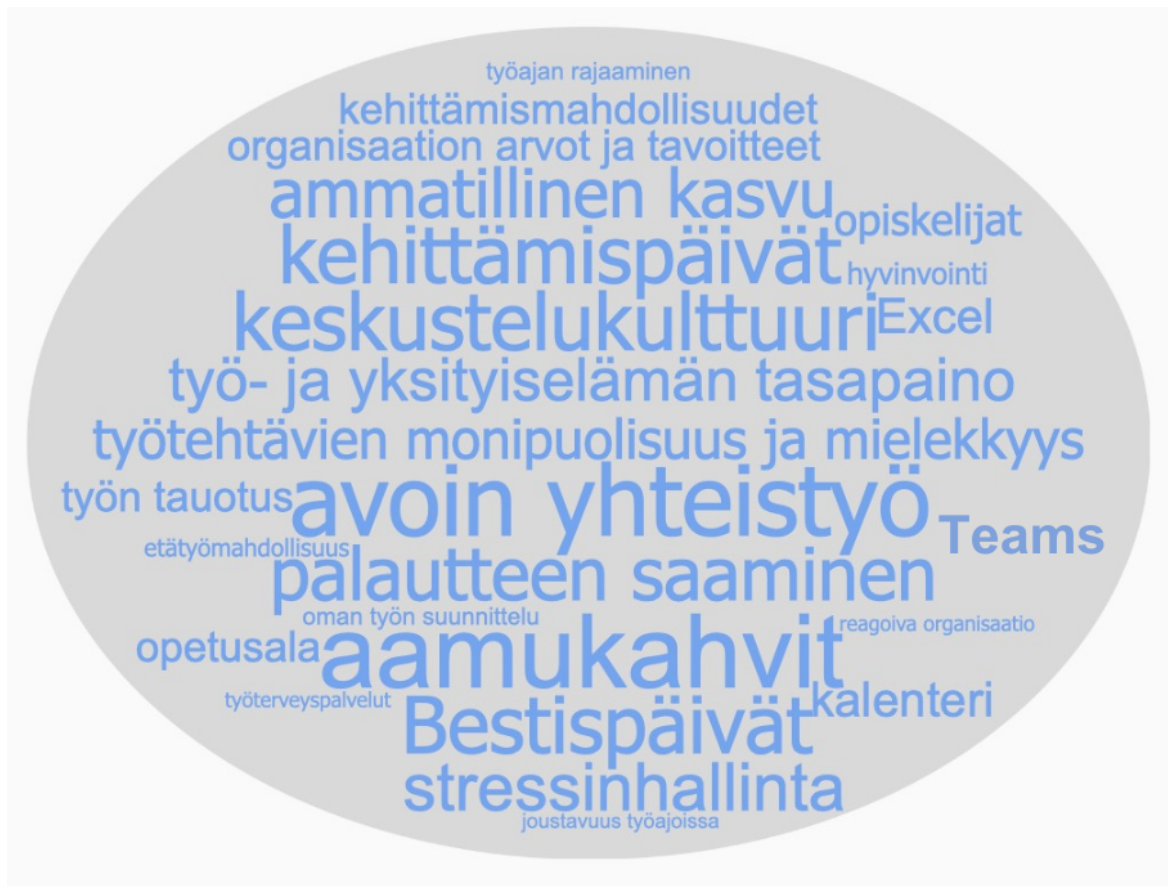 työajan rajaaminen
kehittämismahdollisuudet
organisaation arvot ja tavoitteet
ammatillinen kasvu
opiskelijat
kehittämispäivät
hyvinvointi
keskustelukulttuuri
Excel
työ- ja yksityiselämän tasapaino
työtehtävien monipuolisuus ja mielekkyys
työn tauotus
avoin yhteistyö
Teams
etätyömahdollisuus
palautteen saaminen
oman työn suunnittelu
reagoiva organisaatio
opetusala
aamukahvit
työterveyspalvelut
kalenteri
Bestispäivät
stressinhallinta
joustavuus työajoissa